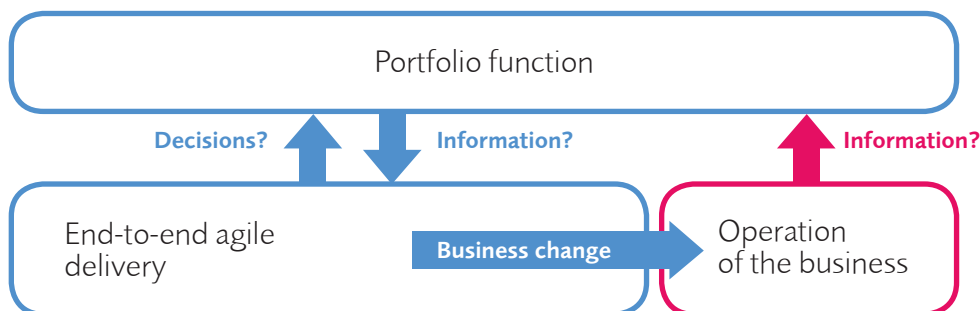 Portfolio function
Decisions?
Information?
Information?
End-to-end agile
delivery
Business change
Operation
of the business